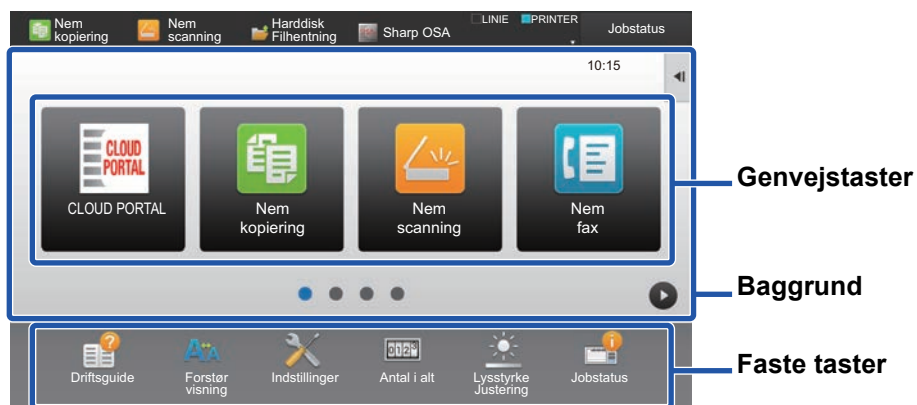 Nem
kopiering
Nem
scanning
Harddisk
Filhentning
Sharp OSA
LINIE
PRINTER
Jobstatus
10:15
CLOUD
PORTAL
CLOUD PORTAL
Nem
kopiering
Nem
scanning
Nem
fax
Genvejstaster
Baggrund
Driftsguide
Forstør
visning
Indstillinger
Antal i alt
Lysstyrke
Justering
Jobstatus
Faste taster